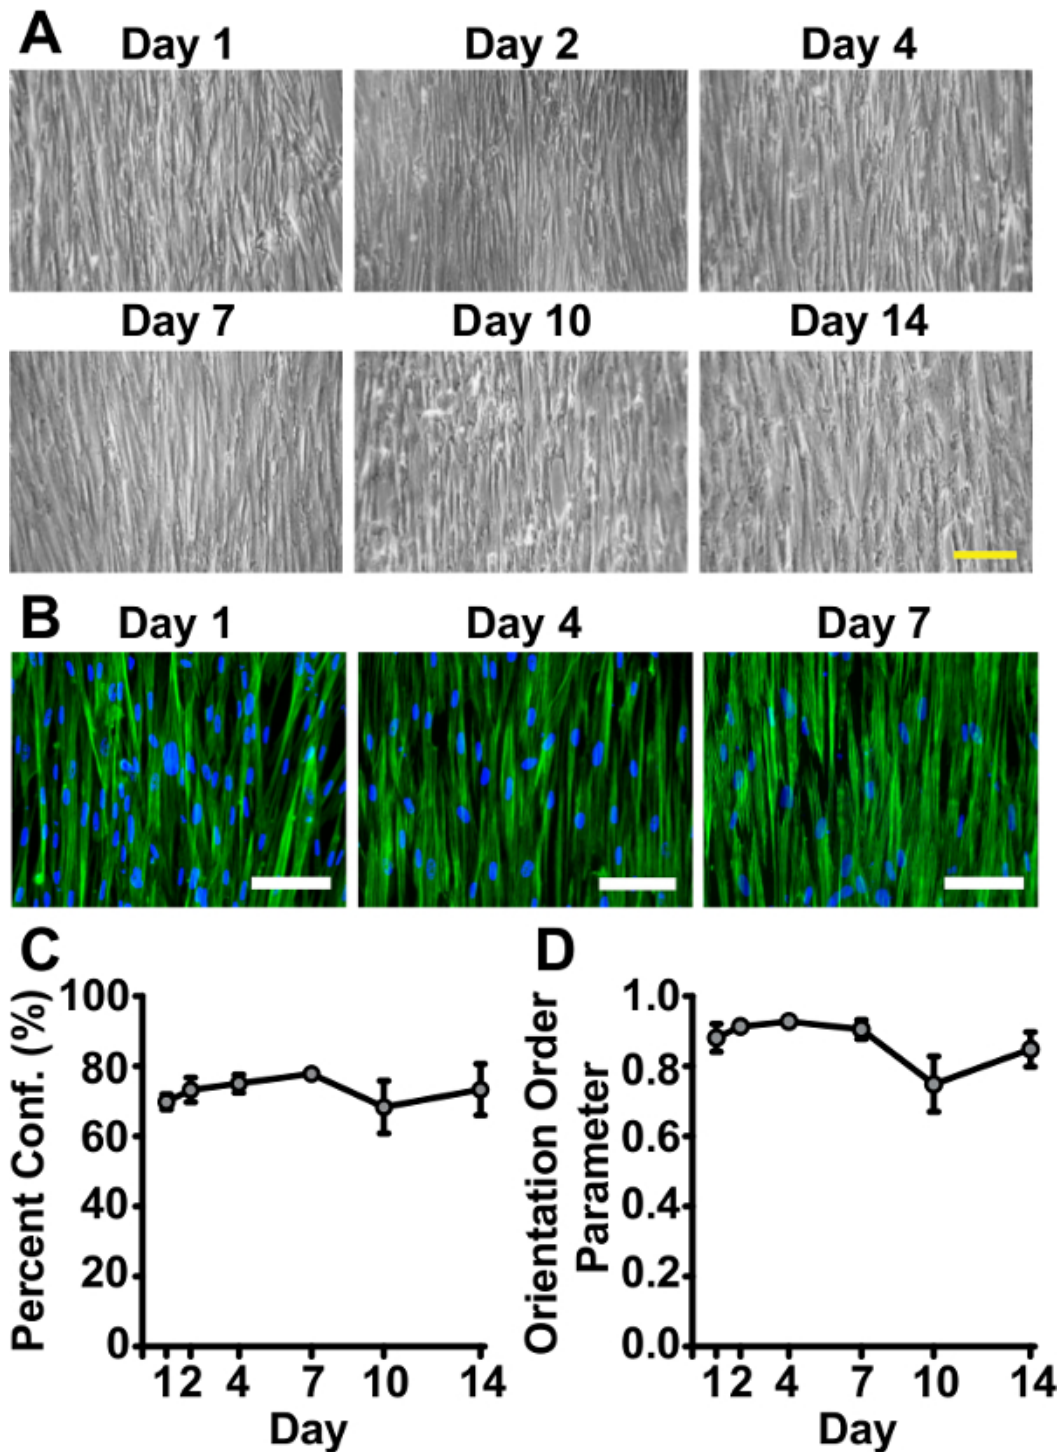 A
Day 1 Day 2 Day 4
Day 7 Day 10 Day 14
B
Day 1 Day 4 Day 7
C
Percent Conf. (%)
100
80
60
40
20
0
1 2 4 7 10 14
Day
D
Orientation Order
Parameter
1.0
0.8
0.6
0.4
0.2
0.0
1 2 4 7 10 14
Day